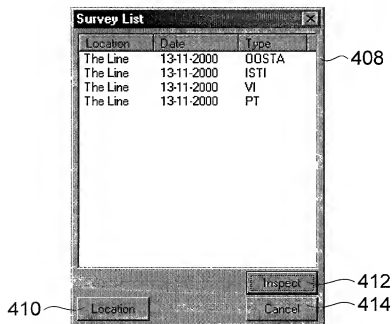 Survey List
Location Date Type
408
The Line 13-11-2000 OOSTA
The Line 13-11-2000 ISTI
The Line 13-11-2000 VI
The Line 13-11-2000 PT
Inspect 412
410 Location Cancel 414